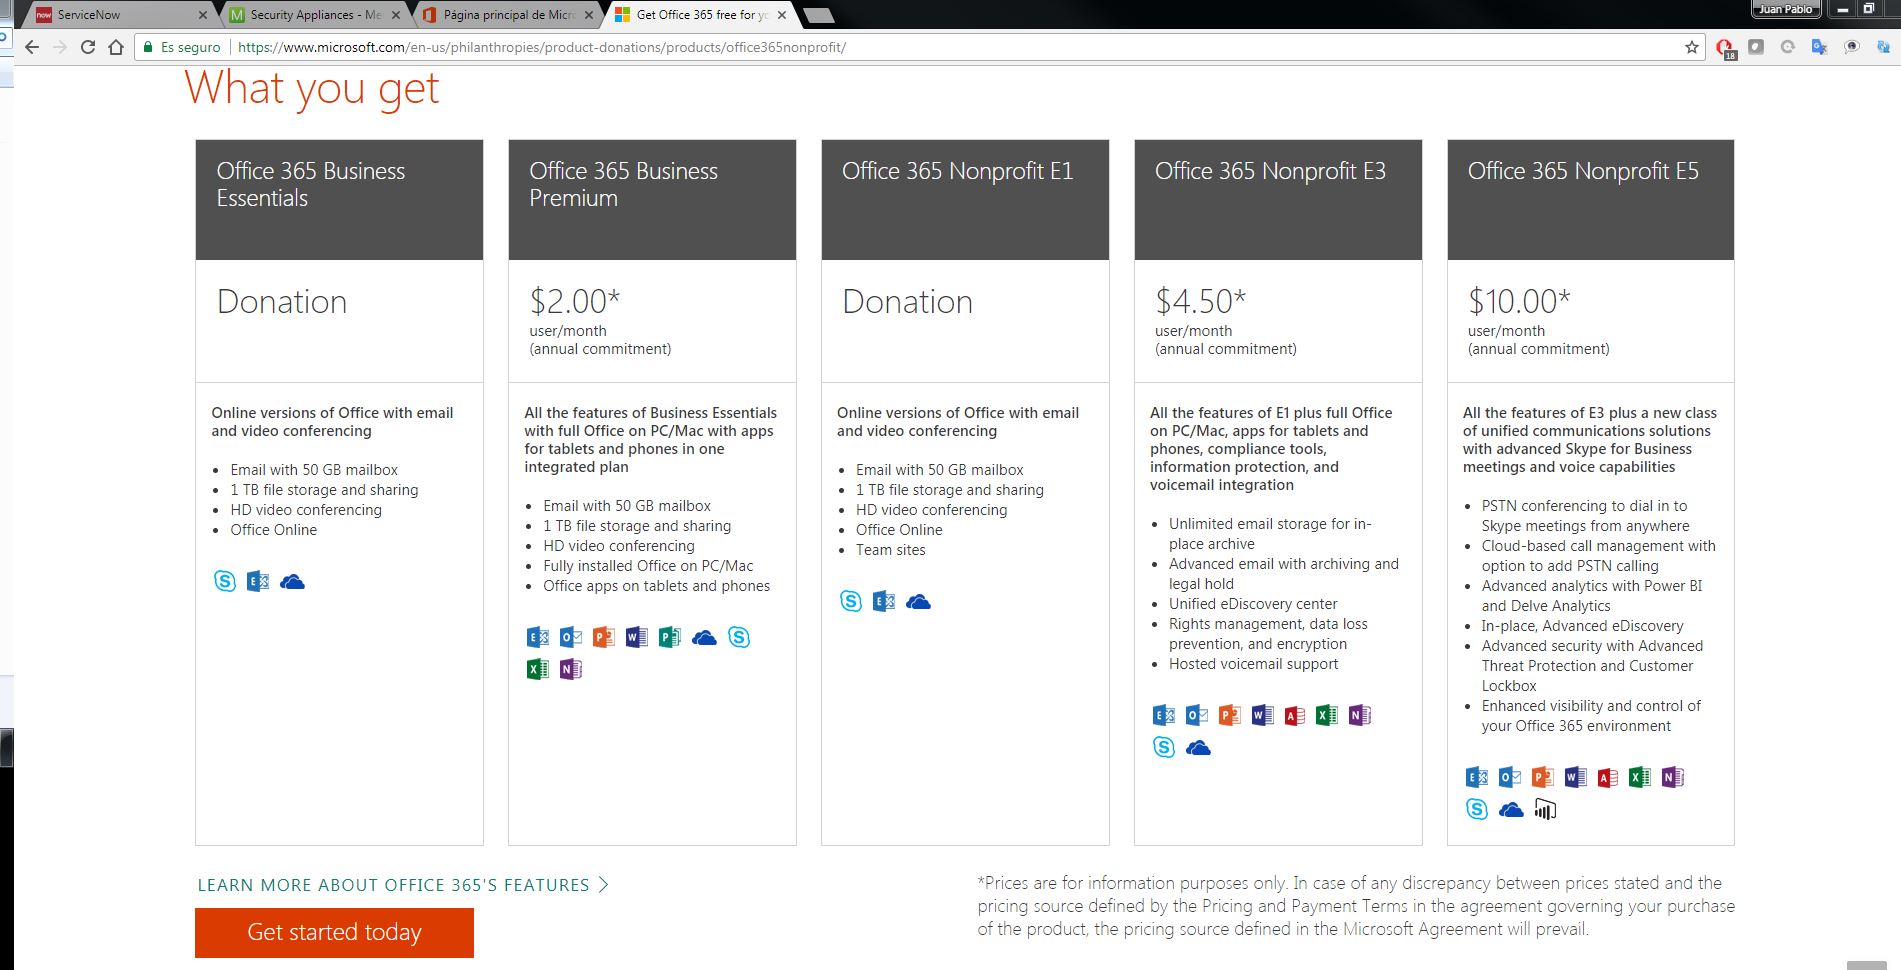 ServiceNow
Security Appliances - Me
Página principal de Micro
Get Office 365 free for yo
Juan Pablo
Es seguro
https://www.microsoft.com/en-us/philanthropies/product-donations/products/office365nonprofit/
18
What you get
Office 365 Business
Essentials
Donation
Online versions of Office with email
and video conferencing
Email with 50 GB mailbox
1 TB file storage and sharing
HD video conferencing
Office Online
Office 365 Business
Premium
$2.00*
user/month
(annual commitment)
All the features of Business Essentials
with full Office on PC/Mac with apps
for tablets and phones in one
integrated plan
Email with 50 GB mailbox
1 TB file storage and sharing
HD video conferencing
Fully installed Office on PC/Mac
Office apps on tablets and phones
Office 365 Nonprofit E1
Donation
Online versions of Office with email
and video conferencing
Email with 50 GB mailbox
1 TB file storage and sharing
HD video conferencing
Office Online
Team sites
Office 365 Nonprofit E3
$4.50*
user/month
(annual commitment)
All the features of E1 plus full Office
on PC/Mac, apps for tablets and
phones, compliance tools,
information protection, and
voicemail integration
Unlimited email storage for in-
place archive
Advanced email with archiving and
legal hold
Unified eDiscovery center
Rights management, data loss
prevention, and encryption
Hosted voicemail support
Office 365 Nonprofit E5
$10.00*
user/month
(annual commitment)
All the features of E3 plus a new class
of unified communications solutions
with advanced Skype for Business
meetings and voice capabilities
PSTN conferencing to dial in to
Skype meetings from anywhere
Cloud-based call management with
option to add PSTN calling
Advanced analytics with Power BI
and Delve Analytics
In-place, Advanced eDiscovery
Advanced security with Advanced
Threat Protection and Customer
Lockbox
Enhanced visibility and control of
your Office 365 environment
LEARN MORE ABOUT OFFICE 365'S FEATURES
Get started today
*Prices are for information purposes only. In case of any discrepancy between prices stated and the
pricing source defined by the Pricing and Payment Terms in the agreement governing your purchase
of the product, the pricing source defined in the Microsoft Agreement will prevail.